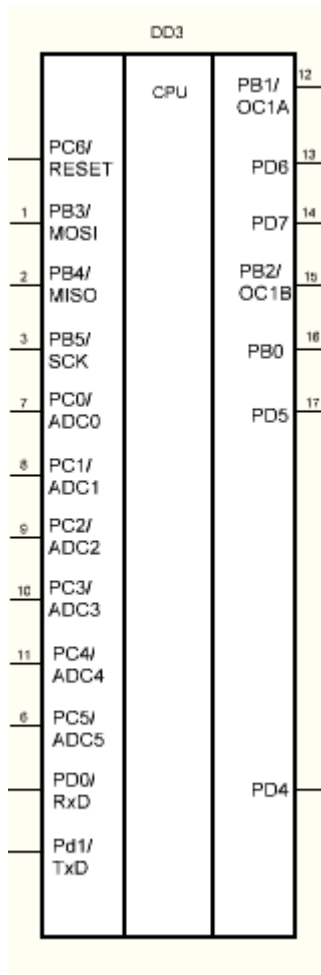 DD3
CPU
PC6/
RESET
1
PB3/
MOSI
2
PB4/
MISO
3
PB5/
SCK
7
PC0/
ADC0
8
PC1/
ADC1
9
PC2/
ADC2
10
PC3/
ADC3
11
PC4/
ADC4
6
PC5/
ADC5
PD0/
RxD
Pd1/
TxD
12
PB1/
OC1A
13
PD6
14
PD7
15
PB2/
OC1B
16
PB0
17
PD5
PD4